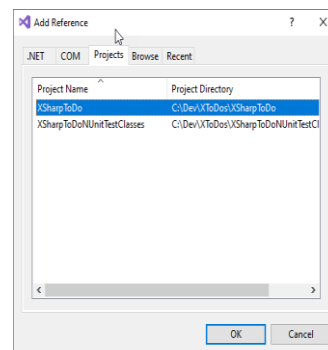 Add Reference ? X
.NET COM Projects Browse Recent
Project Name Project Directory
XSharpToDo C:\Dev\XToDos\XSharpToDo
XSharpToDoNUnitTestClasses C:\Dev\XToDos\XSharpToDoNUnitTestCl
OK Cancel